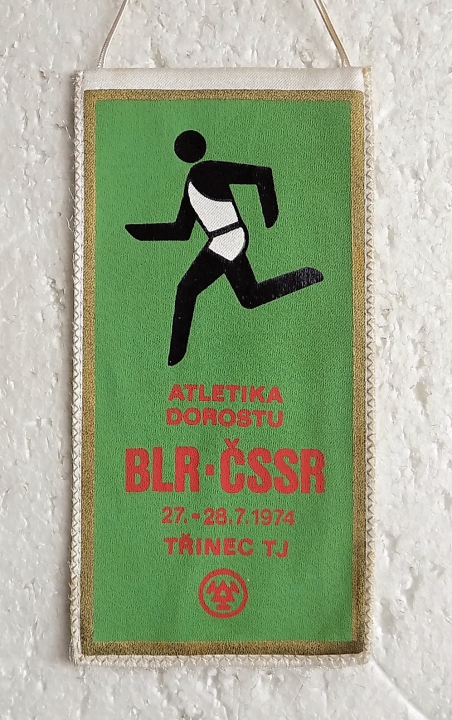 ATLETIKA
DOROSTU
BLR·ČSSR
27.-28.7.1974
TŘINEC TJ